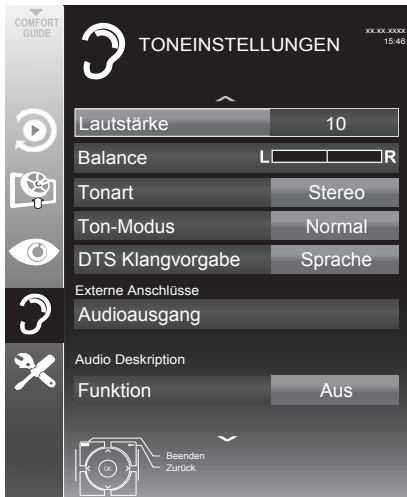 COMFORT
GUIDE
TONEINSTELLUNGEN
xx.xx.xxxx
15:46
Lautstärke 10
Balance L R
Tonart Stereo
Ton-Modus Normal
DTS Klangvorgabe Sprache
Externe Anschlüsse
Audioausgang
Audio Deskription
Funktion Aus
Beenden
Zurück
OK